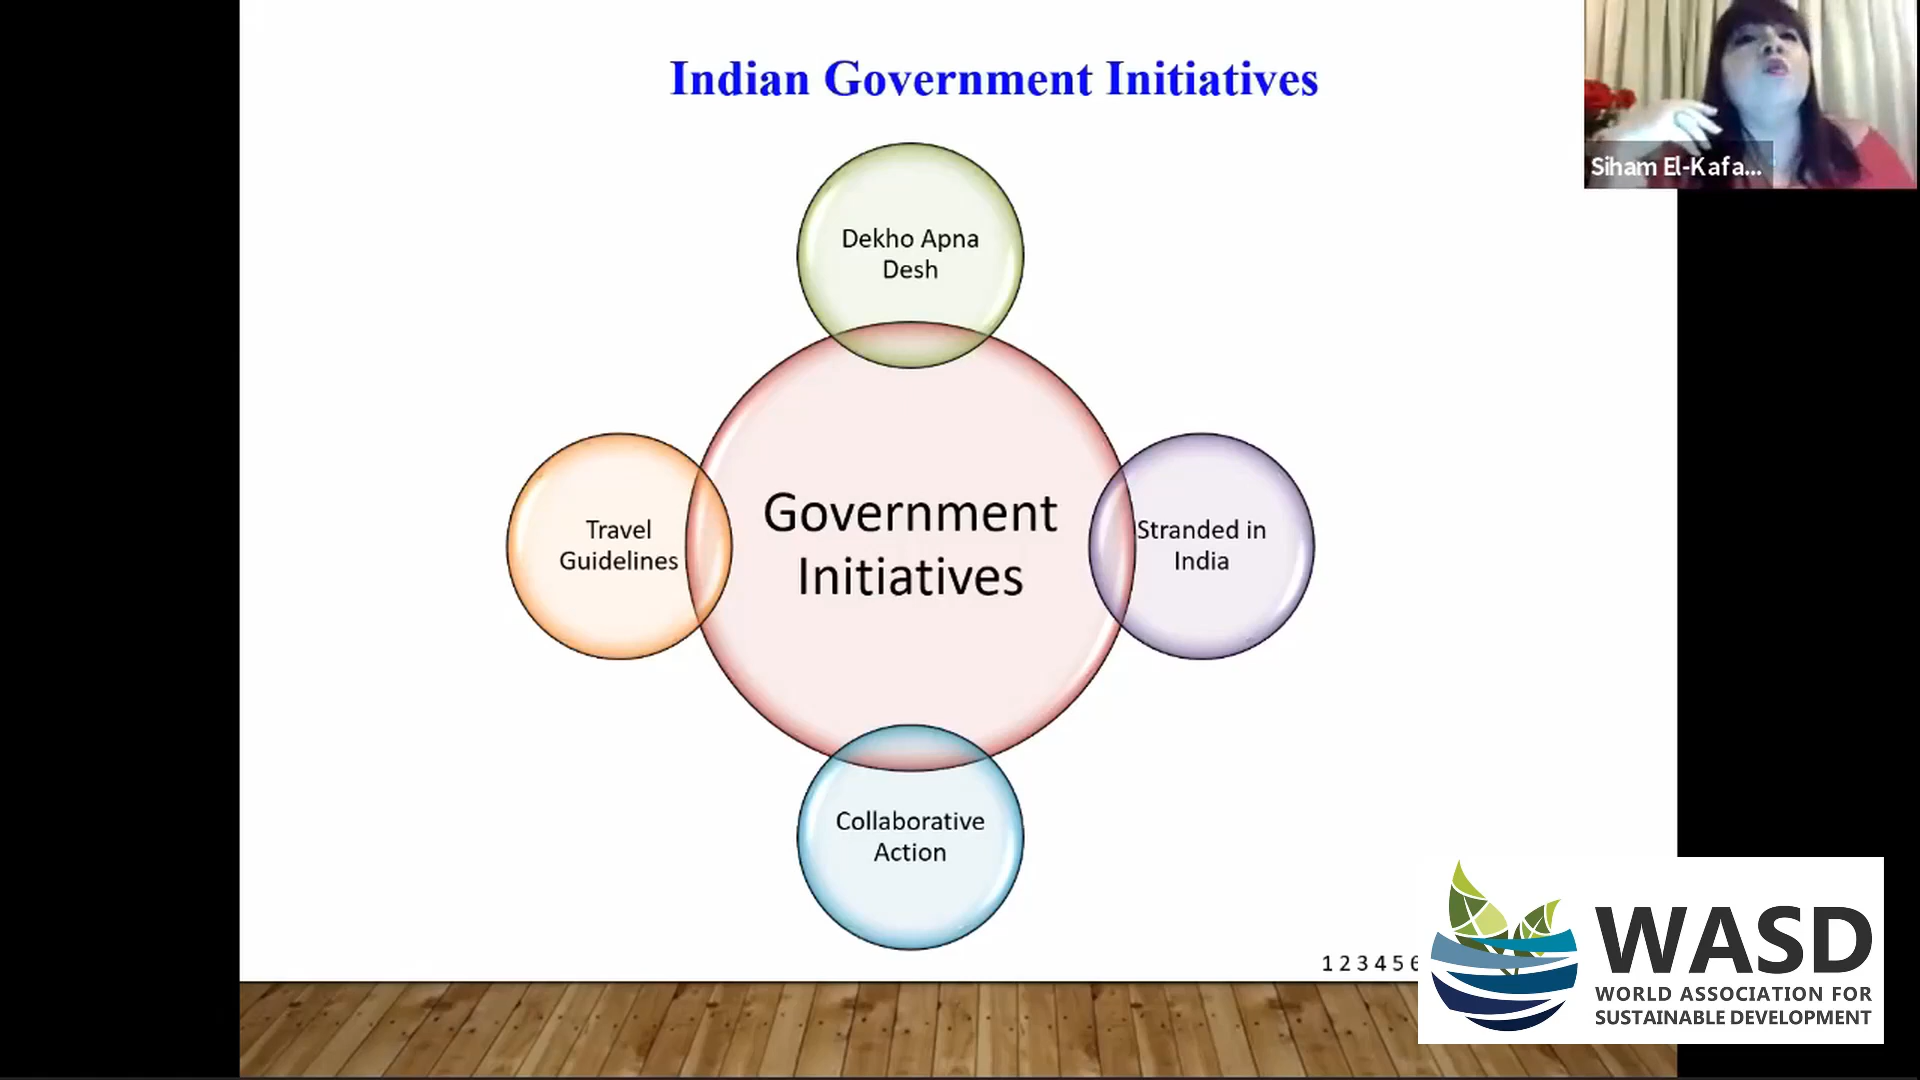 Indian Government Initiatives
Siham El-Kafa...
Dekho Apna
Desh
Travel
Guidelines
Government
Initiatives
Stranded in
India
Collaborative
Action
1 2 3 4 5 6
WASD
WORLD ASSOCIATION FOR
SUSTAINABLE DEVELOPMENT